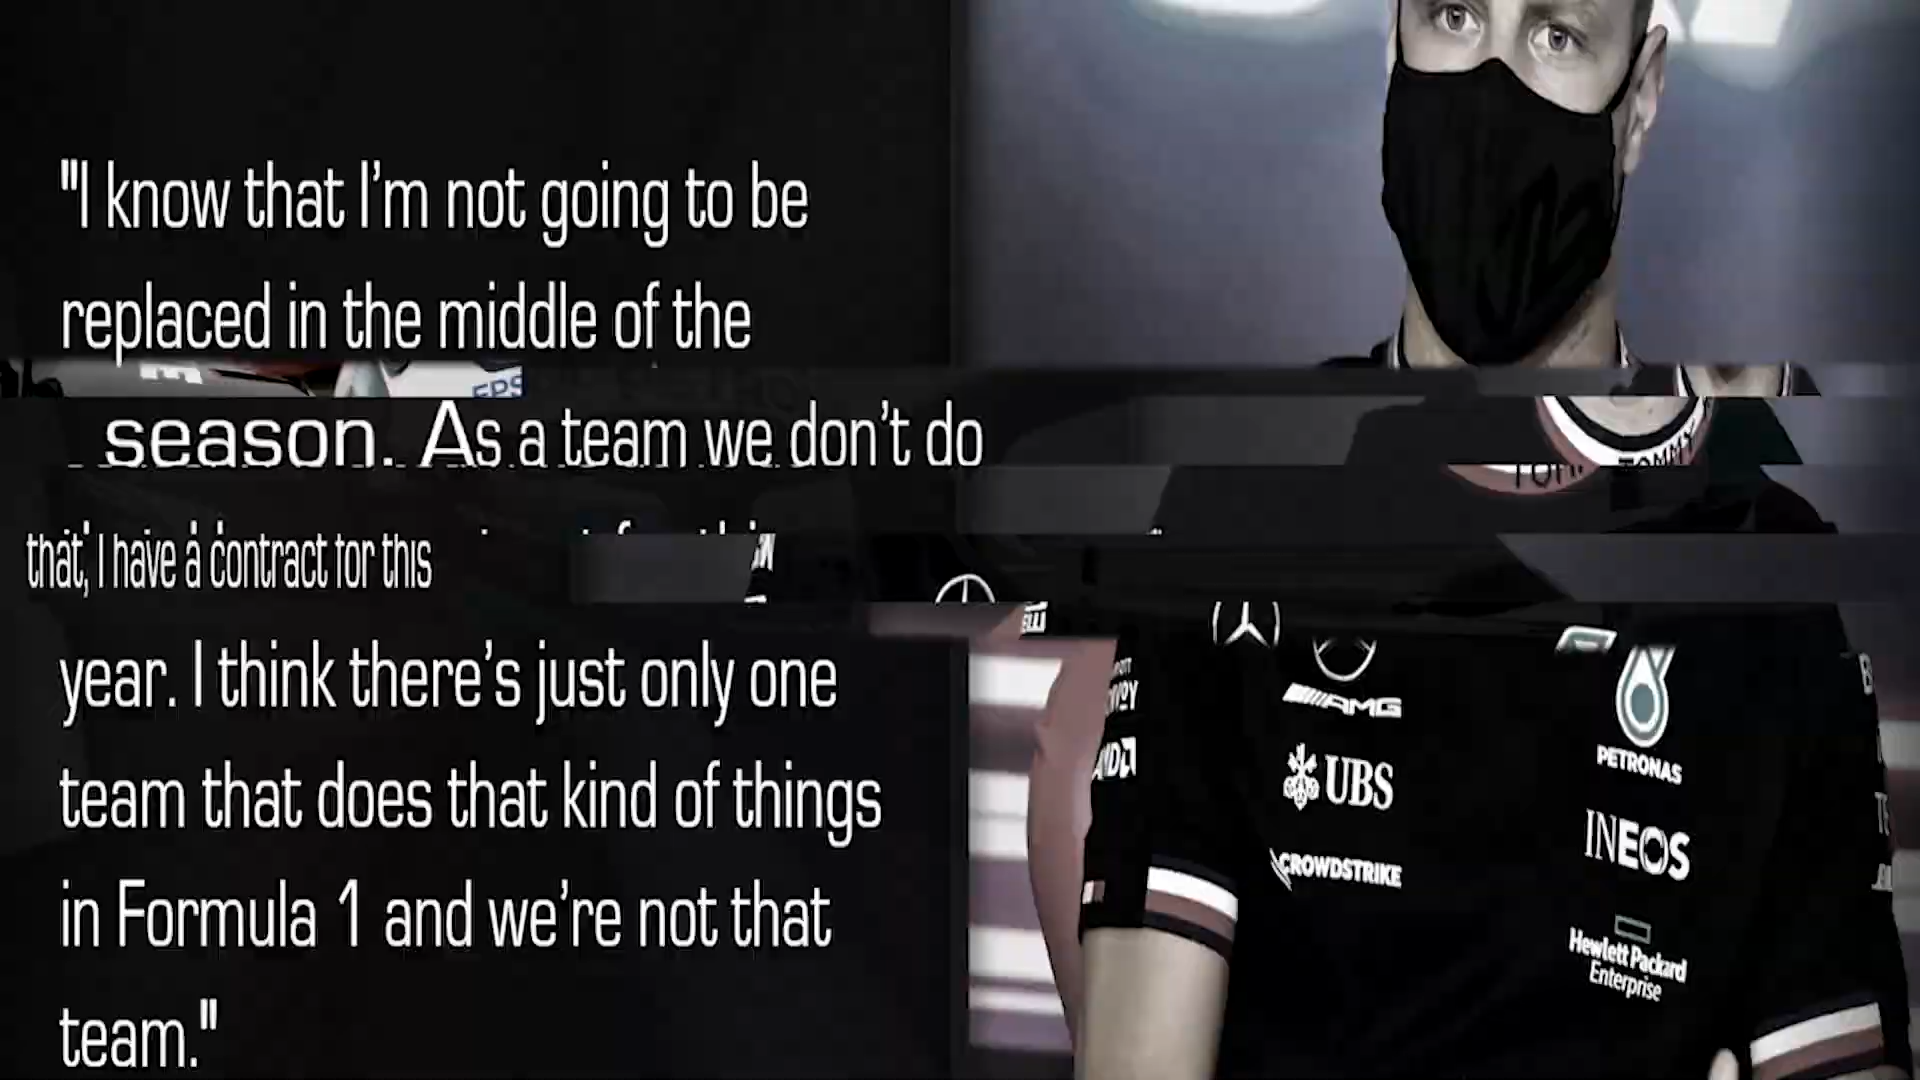 "I know that I'm not going to be
replaced in the middle of the
EPS
season. As a team we don't do
that, I have a contract for this
year. I think there's just only one
team that does that kind of things
in Formula 1 and we're not that
team."
AMG
UBS
CROWDSTRIKE
PETRONAS
INEOS
Hewlett Packard
Enterprise